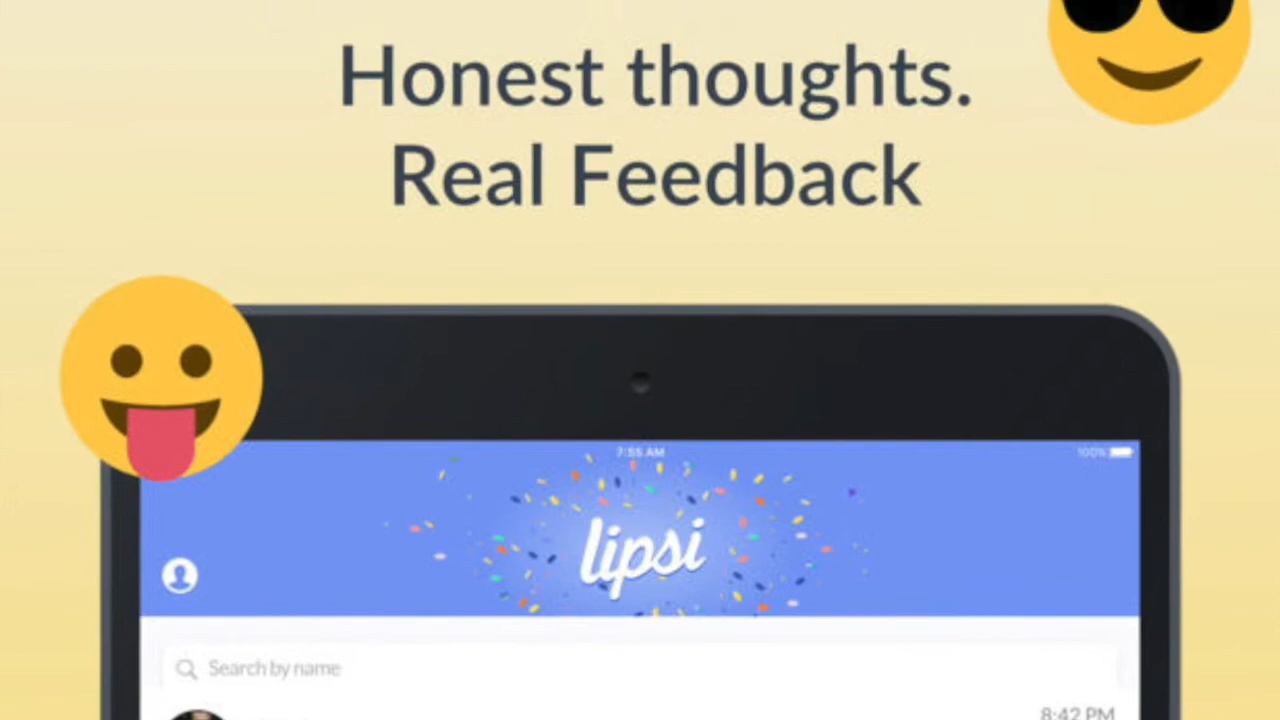 Honest thoughts.
Real Feedback
7:55 AM
100%
lipsi
Search by name
8:42 PM